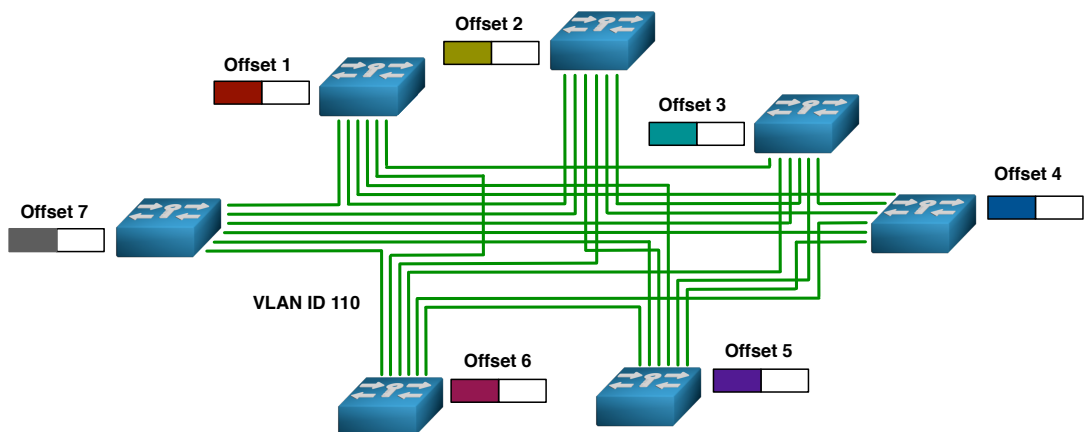 Offset 2
Offset 1
Offset 3
Offset 4
Offset 7
VLAN ID 110
Offset 6
Offset 5